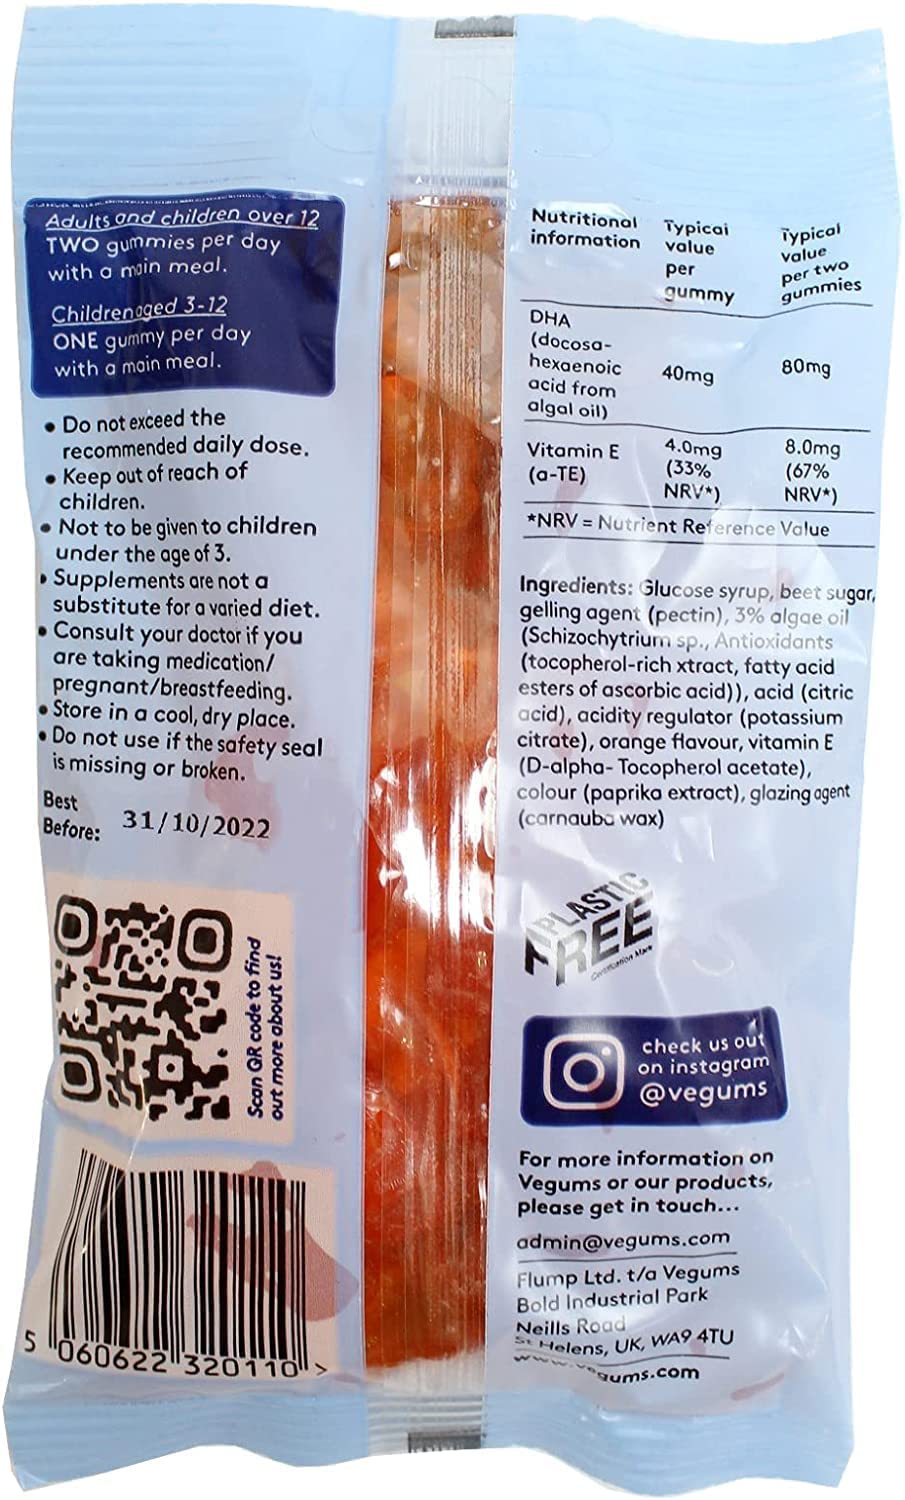 Adults and children over 12
TWO gummies per day
with a main meal.
Children aged 3-12
ONE gummy per day
with a main meal.
• Do not exceed the
recommended daily dose.
• Keep out of reach of
children.
• Not to be given to children
under the age of 3.
• Supplements are not a
substitute for a varied diet.
• Consult your doctor if you
are taking medication/
pregnant/breastfeeding.
• Store in a cool, dry place.
• Do not use if the safety seal
is missing or broken.
Best
Before: 31/10/2022
Scan QR code to find
out more about us!
5 060622 320110 >
Nutritional information Typical value per gummy Typical value per two gummies
DHA
(docosa-
hexaenoic
acid from
algal oil) 40mg 80mg
Vitamin E
(a-TE) 4.0mg (33% NRV*) 8.0mg (67% NRV*)
*NRV = Nutrient Reference Value
Ingredients: Glucose syrup, beet sugar,
gelling agent (pectin), 3% algae oil
(Schizochytrium sp., Antioxidants
(tocopherol-rich xtract, fatty acid
esters of ascorbic acid)), acid (citric
acid), acidity regulator (potassium
citrate), orange flavour, vitamin E
(D-alpha- Tocopherol acetate),
colour (paprika extract), glazing agent
(carnauba wax)
PLASTIC
FREE
Certification Mark
check us out
on instagram
@vegums
For more information on
Vegums or our products,
please get in touch...
admin@vegums.com
Flump Ltd. t/a Vegums
Bold Industrial Park
Neills Road
St Helens, UK, WA9 4TU
www.vegums.com